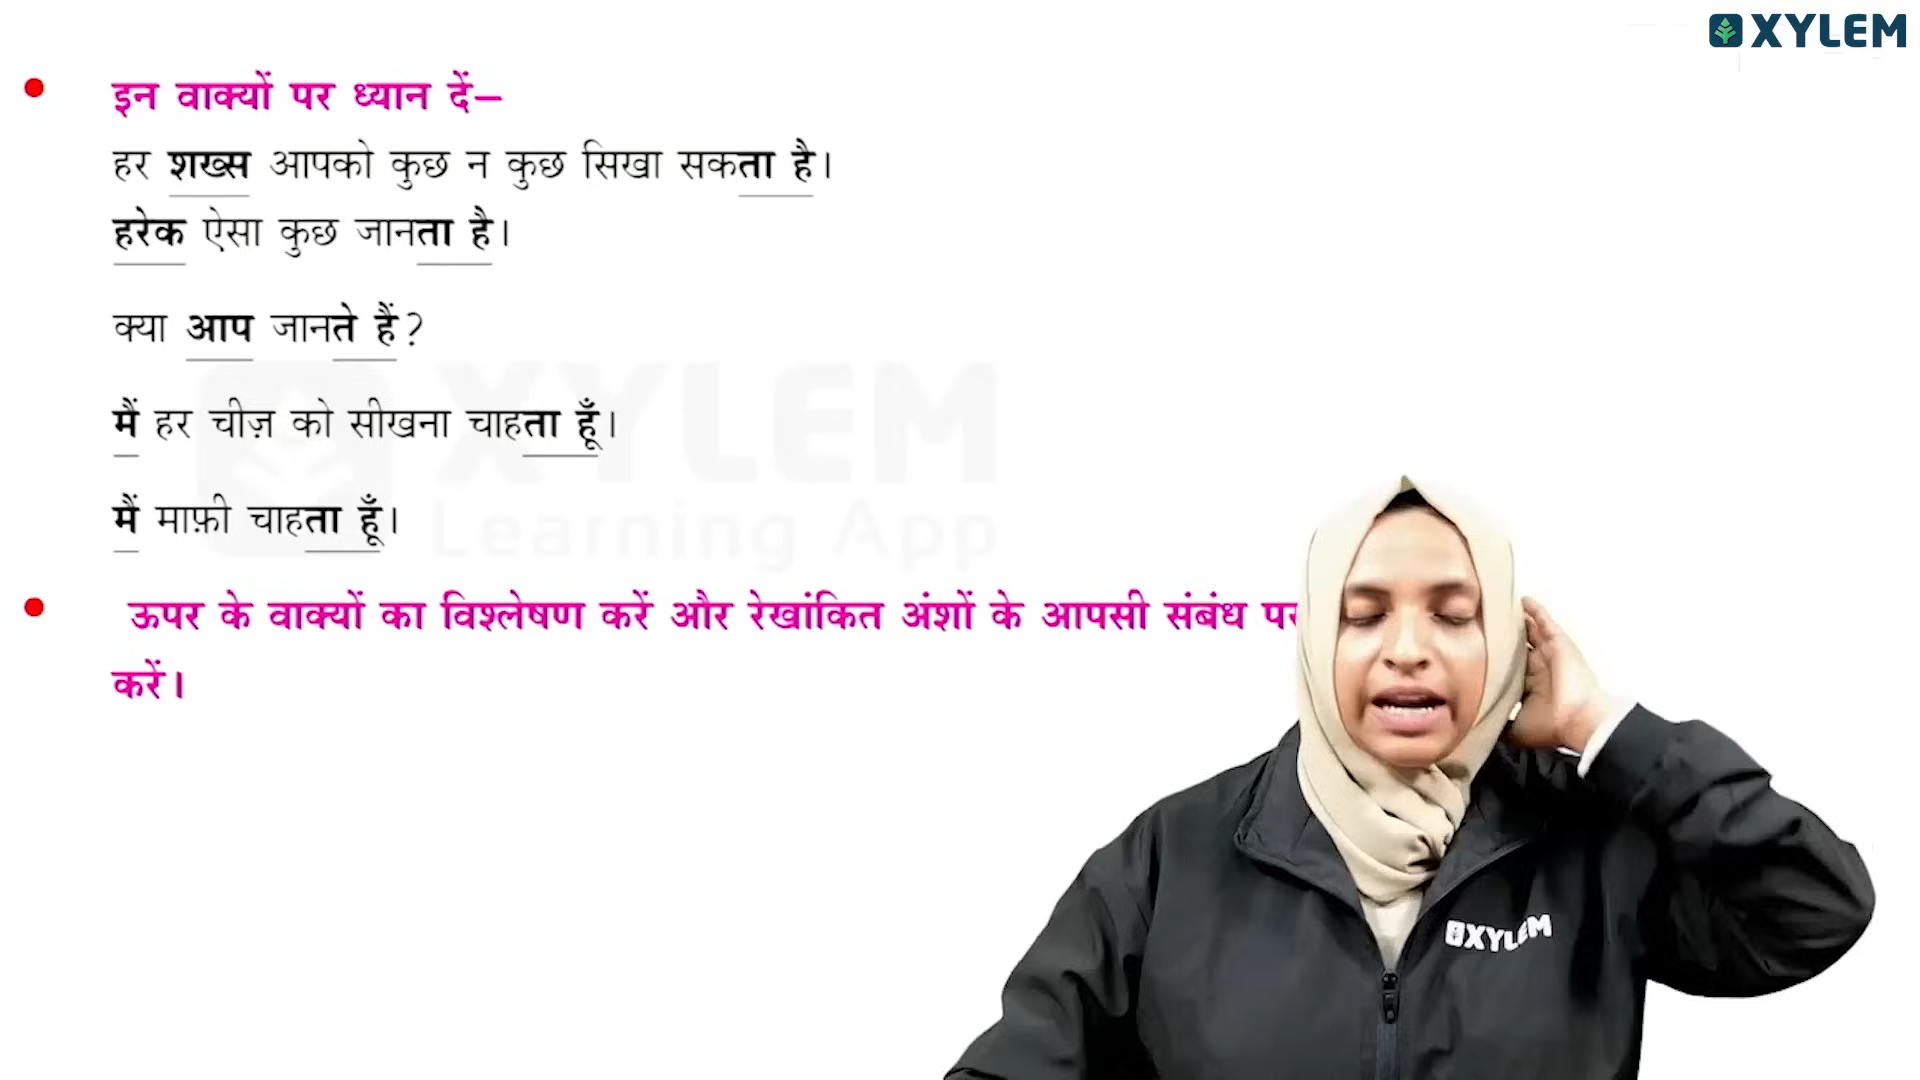 XYLEM
इन वाक्यों पर ध्यान दें–
हर शख्स आपको कुछ न कुछ सिखा सकता है।
हरेक ऐसा कुछ जानता है।
क्या आप जानते हैं?
मैं हर चीज़ को सीखना चाहता हूँ।
मैं माफ़ी चाहता हूँ।
XYLEM
Learning App
ऊपर के वाक्यों का विश्लेषण करें और रेखांकित अंशों के आपसी संबंध पर
करें।
XYLEM